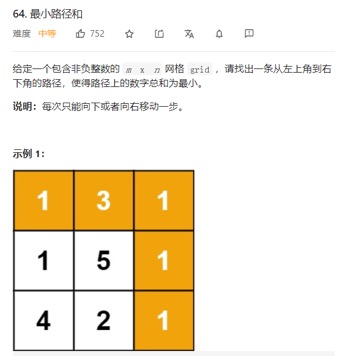 64. 最小路径和
难度 中等 752
给定一个包含非负整数的 m x n 网格 grid ，请找出一条从左上角到右
下角的路径，使得路径上的数字总和为最小。
说明：每次只能向下或者向右移动一步。
示例 1：
1 3 1
1 5 1
4 2 1